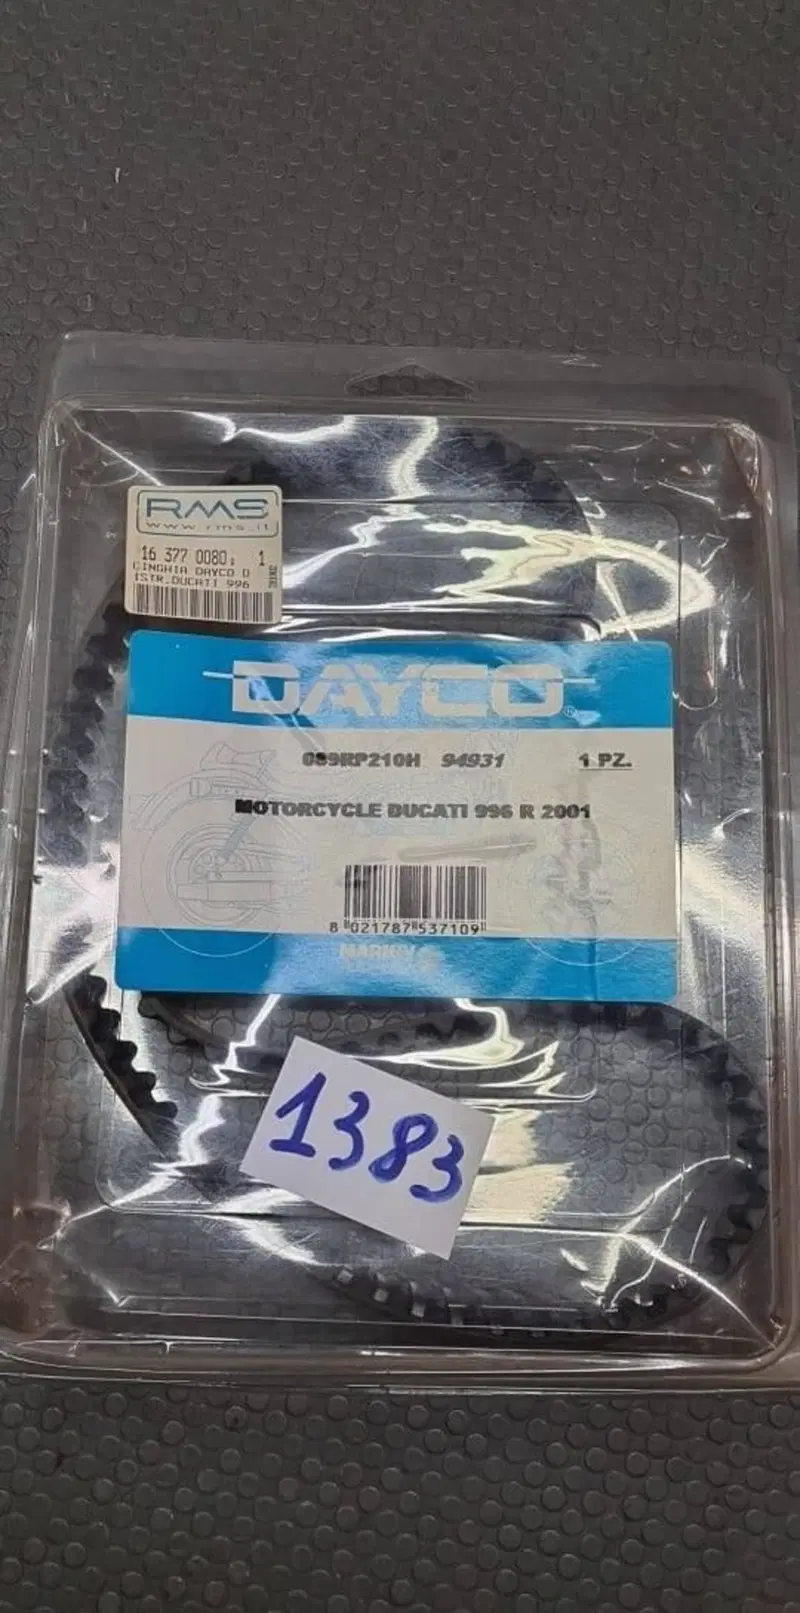 RMS
www.rms.it
16 377 0080 1
CINGHIA DAYCO D
ISTR.DUCATI 996
DAYCO®
089RP210H 94931 1 PZ.
MOTORCYCLE DUCATI 996 R 2001
8 021787 537109
1383